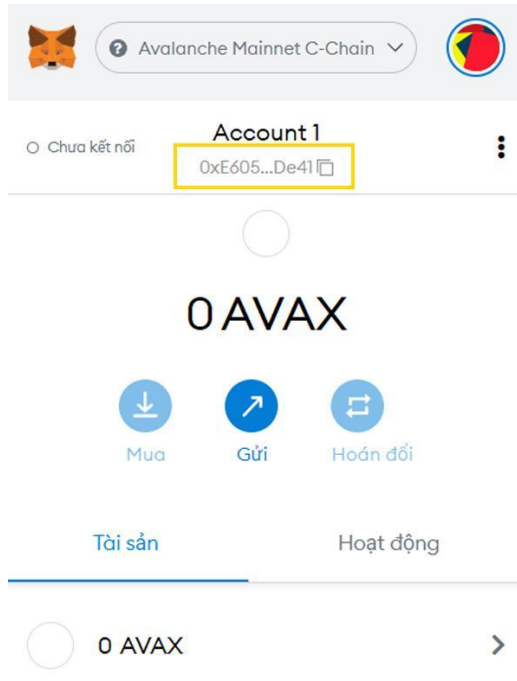 ? Avalanche Mainnet C-Chain
Chưa kết nối
Account 1
0xE605...De41
0 AVAX
Mua Gửi Hoán đổi
Tài sản Hoạt động
0 AVAX